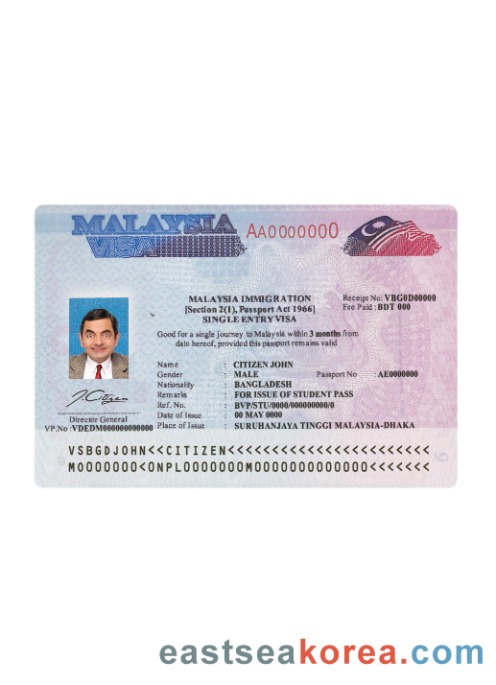 MALAYSIA
VISA
AA0000000
MALAYSIA IMMIGRATION
[Section 2(1), Passport Act 1966]
SINGLE ENTRY VISA
Receips No: VBG0D00000
Fee Paid : BDT 000
Good for a single journey to Malaysia within 3 months from
date hereof, provided this passport remains valid
Name : CITIZEN JOHN
Gender : MALE Passport No : AE0000000
Nationality : BANGLADESH
Remarks FOR ISSUE OF STUDENT PASS
Ref. No. : BVP/STU/0000/000000000/0
Date of Issue : 00 MAY 0000
Place of Issue : SURUHANJAYA TINGGI MALAYSIA-DHAKA
J. Citizen
Director General
VP.No :VDEDM000000000000
VSBGDJOHN<<CITIZEN<<<<<<<<<<<<<<<<<<<<<<<<
M0000000<ONPL0000000M0000000000000<<<<<<<
eastseakorea.com